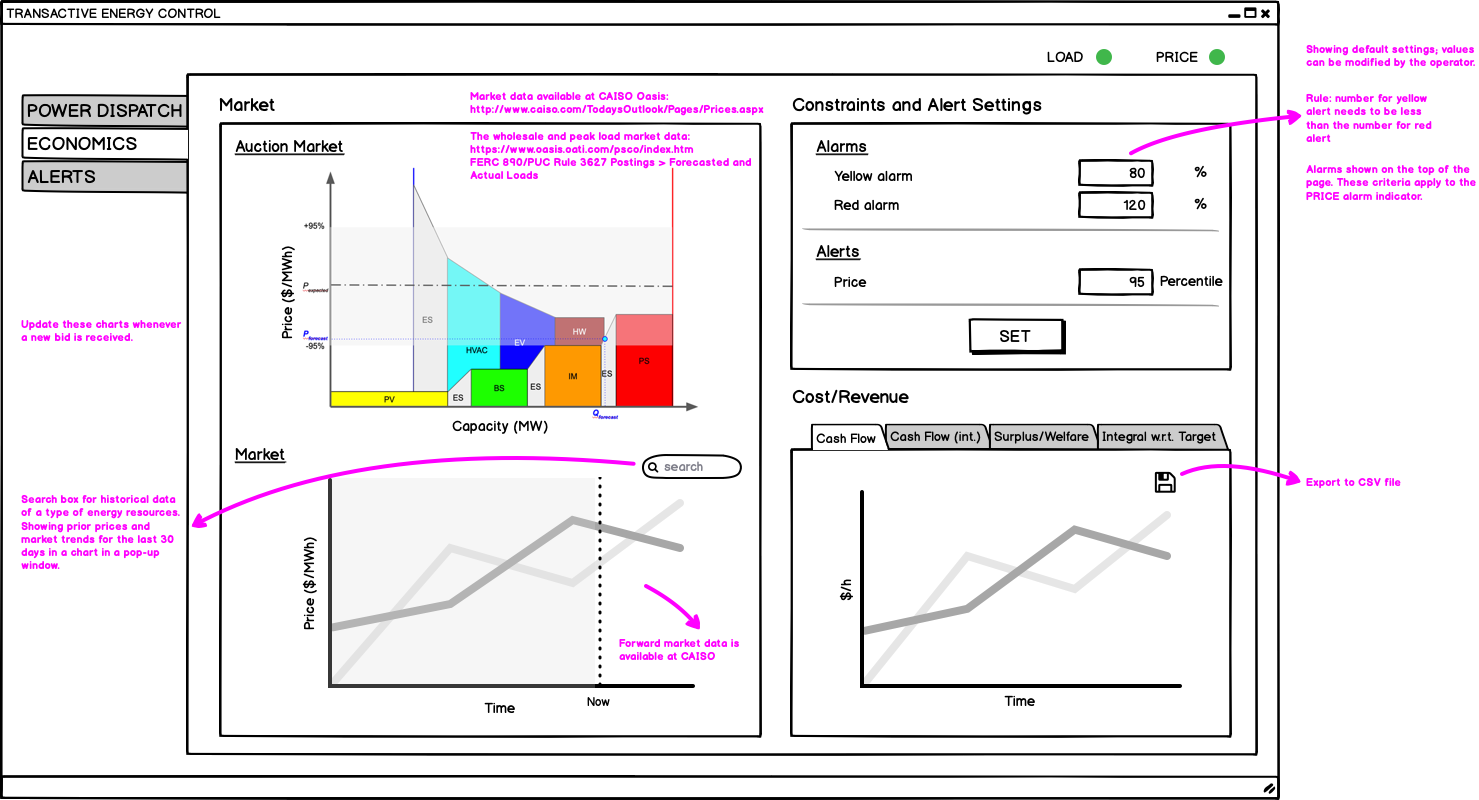 TRANSACTIVE ENERGY CONTROL
LOAD
PRICE
POWER DISPATCH
ECONOMICS
ALERTS
Market
Market data available at CAISO Oasis:
http://www.caiso.com/TodaysOutlook/Pages/Prices.aspx
The wholesale and peak load market data:
https://www.oasis.oati.com/psco/index.htm
FERC 890/PUC Rule 3627 Postings > Forecasted and
Actual Loads
Auction Market
+95%
Price ($/MWh)
P expected
P forecast
-95%
ES
HVAC
EV
HW
PS
PV
ES
BS
ES
IM
ES
Q forecast
Capacity (MW)
Market
search
Price ($/MWh)
Forward market data is
available at CAISO
Now
Time
Constraints and Alert Settings
Alarms
Yellow alarm
80
%
Red alarm
120
%
Alerts
Price
95
Percentile
SET
Cost/Revenue
Cash Flow
Cash Flow (int.)
Surplus/Welfare
Integral w.r.t. Target
$/h
Time
Update these charts whenever
a new bid is received.
Search box for historical data
of a type of energy resources.
Showing prior prices and
market trends for the last 30
days in a chart in a pop-up
window.
Showing default settings; values
can be modified by the operator.
Rule: number for yellow
alert needs to be less
than the number for red
alert
Alarms shown on the top of the
page. These criteria apply to the
PRICE alarm indicator.
Export to CSV file